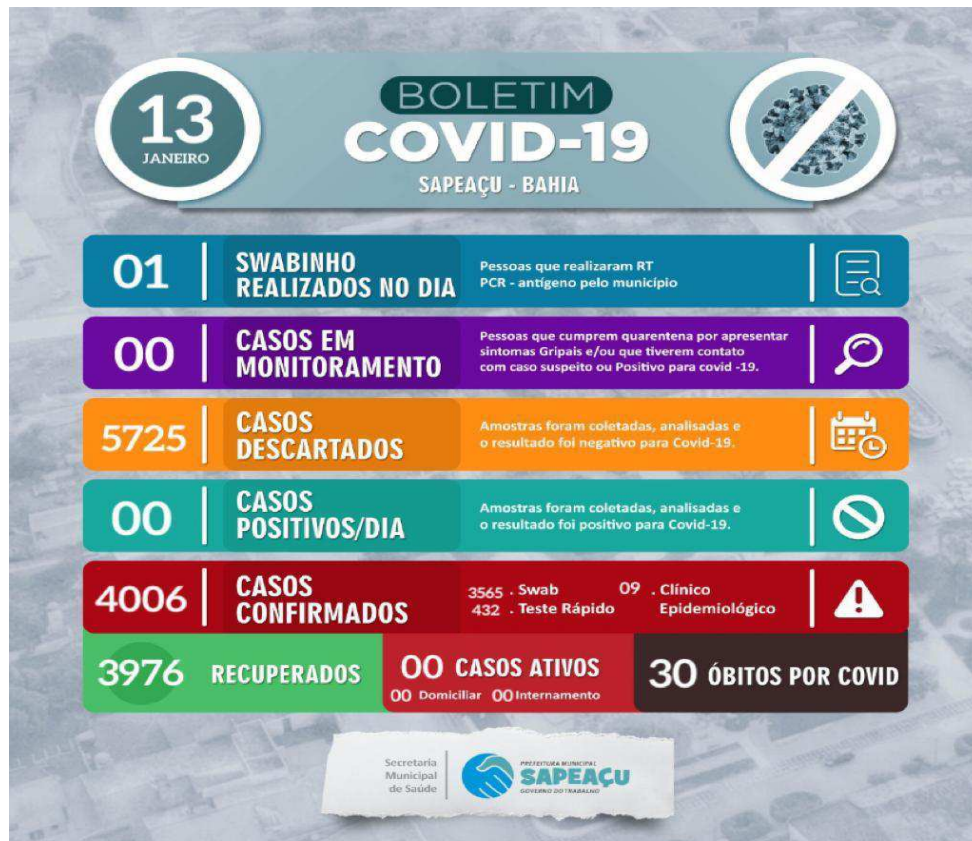 13
JANEIRO
BOLETIM
COVID-19
SAPEAÇU - BAHIA
01
SWABINHO
REALIZADOS NO DIA
Pessoas que realizaram RT
PCR - antígeno pelo município
00
CASOS EM
MONITORAMENTO
Pessoas que cumprem quarentena por apresentar
sintomas Gripais e/ou que tiverem contato
com caso suspeito ou Positivo para covid -19.
5725
CASOS
DESCARTADOS
Amostras foram coletadas, analisadas e
o resultado foi negativo para Covid-19.
00
CASOS
POSITIVOS/DIA
Amostras foram coletadas, analisadas e
o resultado foi positivo para Covid-19.
4006
CASOS
CONFIRMADOS
3565 . Swab
432 . Teste Rápido
09 . Clínico
Epidemiológico
3976 RECUPERADOS
00 CASOS ATIVOS
00 Domiciliar 00 Internamento
30 ÓBITOS POR COVID
Secretaria
Municipal
de Saúde
PREFEITURA MUNICIPAL
SAPEAÇU
GOVERNO DO TRABALHO